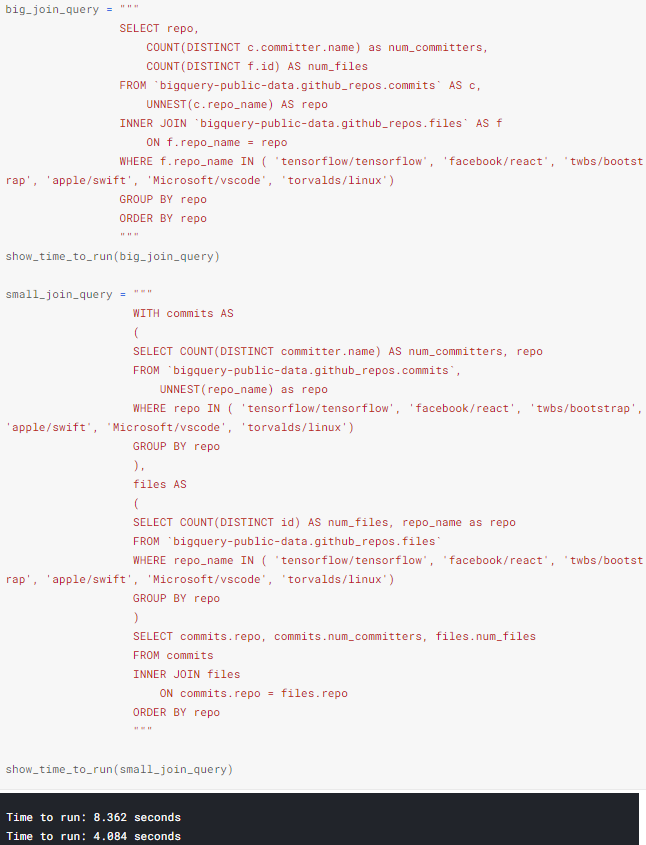 big_join_query = """
SELECT repo,
COUNT(DISTINCT c.committer.name) as num_committers,
COUNT(DISTINCT f.id) AS num_files
FROM `bigquery-public-data.github_repos.commits` AS c,
UNNEST(c.repo_name) AS repo
INNER JOIN `bigquery-public-data.github_repos.files` AS f
ON f.repo_name = repo
WHERE f.repo_name IN ( 'tensorflow/tensorflow', 'facebook/react', 'twbs/bootst
rap', 'apple/swift', 'Microsoft/vscode', 'torvalds/linux')
GROUP BY repo
ORDER BY repo
"""
show_time_to_run(big_join_query)
small_join_query = """
WITH commits AS
(
SELECT COUNT(DISTINCT committer.name) AS num_committers, repo
FROM `bigquery-public-data.github_repos.commits`,
UNNEST(repo_name) as repo
WHERE repo IN ( 'tensorflow/tensorflow', 'facebook/react', 'twbs/bootstrap',
'apple/swift', 'Microsoft/vscode', 'torvalds/linux')
GROUP BY repo
),
files AS
(
SELECT COUNT(DISTINCT id) AS num_files, repo_name as repo
FROM `bigquery-public-data.github_repos.files`
WHERE repo_name IN ( 'tensorflow/tensorflow', 'facebook/react', 'twbs/bootst
rap', 'apple/swift', 'Microsoft/vscode', 'torvalds/linux')
GROUP BY repo
)
SELECT commits.repo, commits.num_committers, files.num_files
FROM commits
INNER JOIN files
ON commits.repo = files.repo
ORDER BY repo
"""
show_time_to_run(small_join_query)
Time to run: 8.362 seconds
Time to run: 4.084 seconds